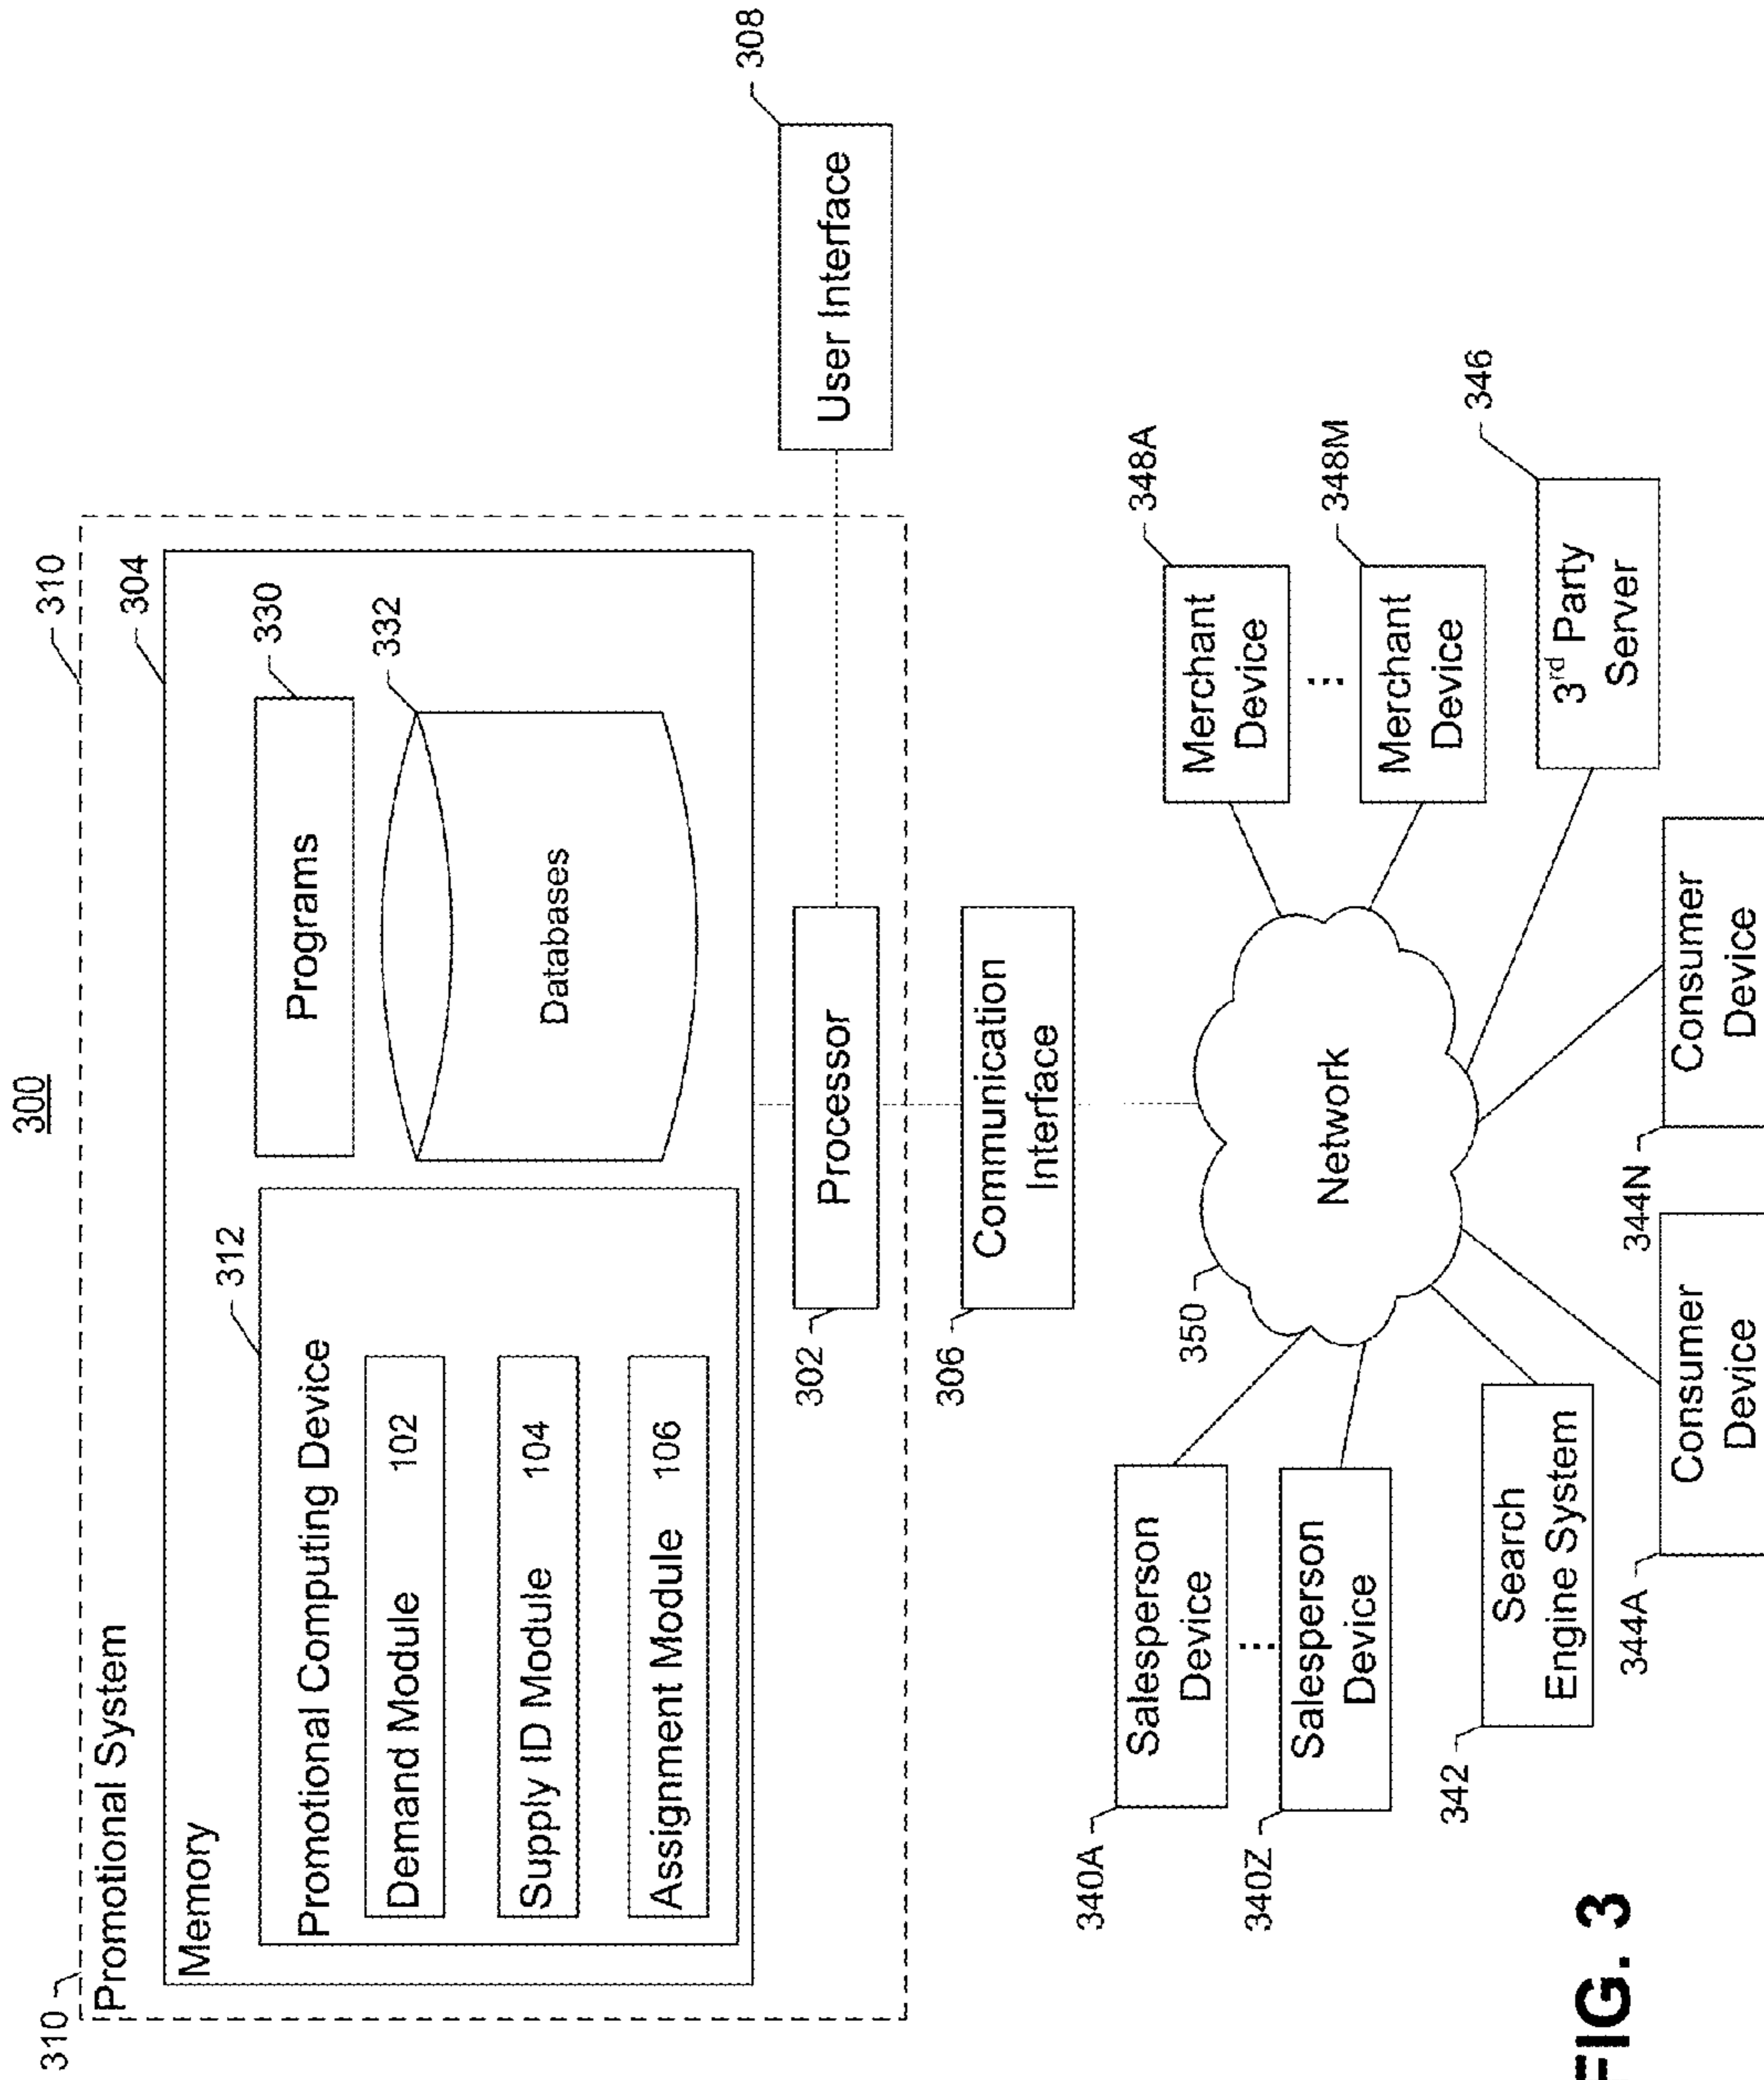 300
310
310
Promotional System
304
Memory
312
Promotional Computing Device
Demand Module 102
Supply ID Module 104
Assignment Module 106
330
Programs
332
Databases
302
Processor
308
User Interface
306
Communication
Interface
350
Network
340A
Salesperson
Device
...
340Z
Salesperson
Device
342
Search
Engine System
344A
Consumer
Device
344N
Consumer
Device
348A
Merchant
Device
...
348M
Merchant
Device
346
3rd Party
Server
FIG. 3